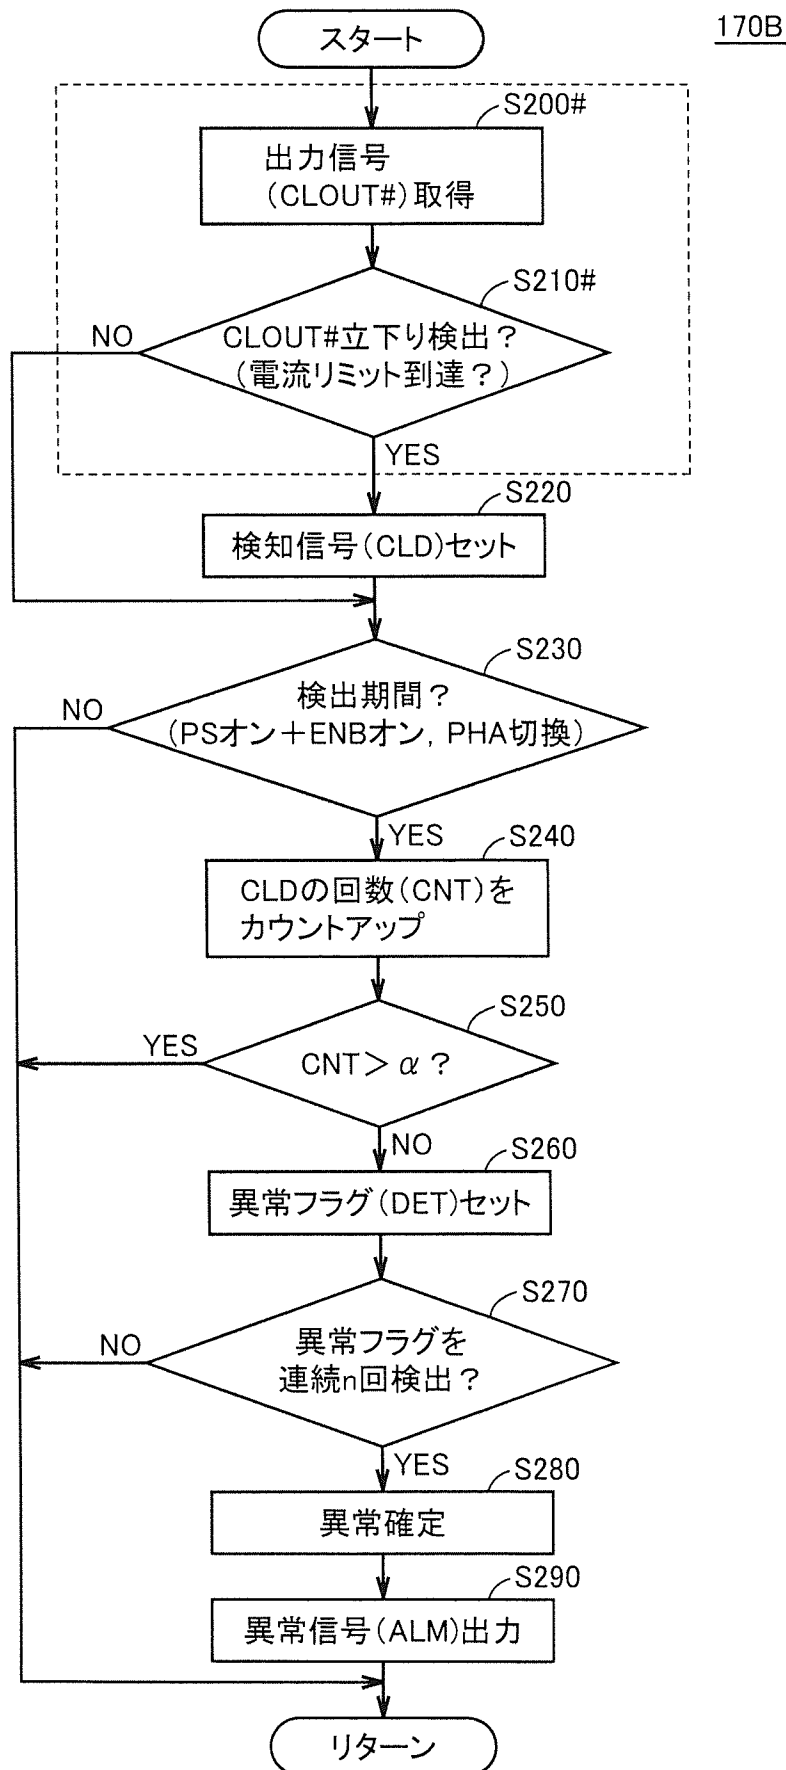 170B
スタート
S200#
出力信号
(CLOUT#)取得
S210#
NO
CLOUT#立下り検出？
(電流リミット到達？)
YES
S220
検知信号(CLD)セット
S230
NO
検出期間？
(PSオン＋ENBオン, PHA切換)
YES
S240
CLDの回数(CNT)を
カウントアップ
S250
YES
CNT＞α？
NO
S260
異常フラグ(DET)セット
S270
NO
異常フラグを
連続n回検出？
YES
S280
異常確定
S290
異常信号(ALM)出力
リターン